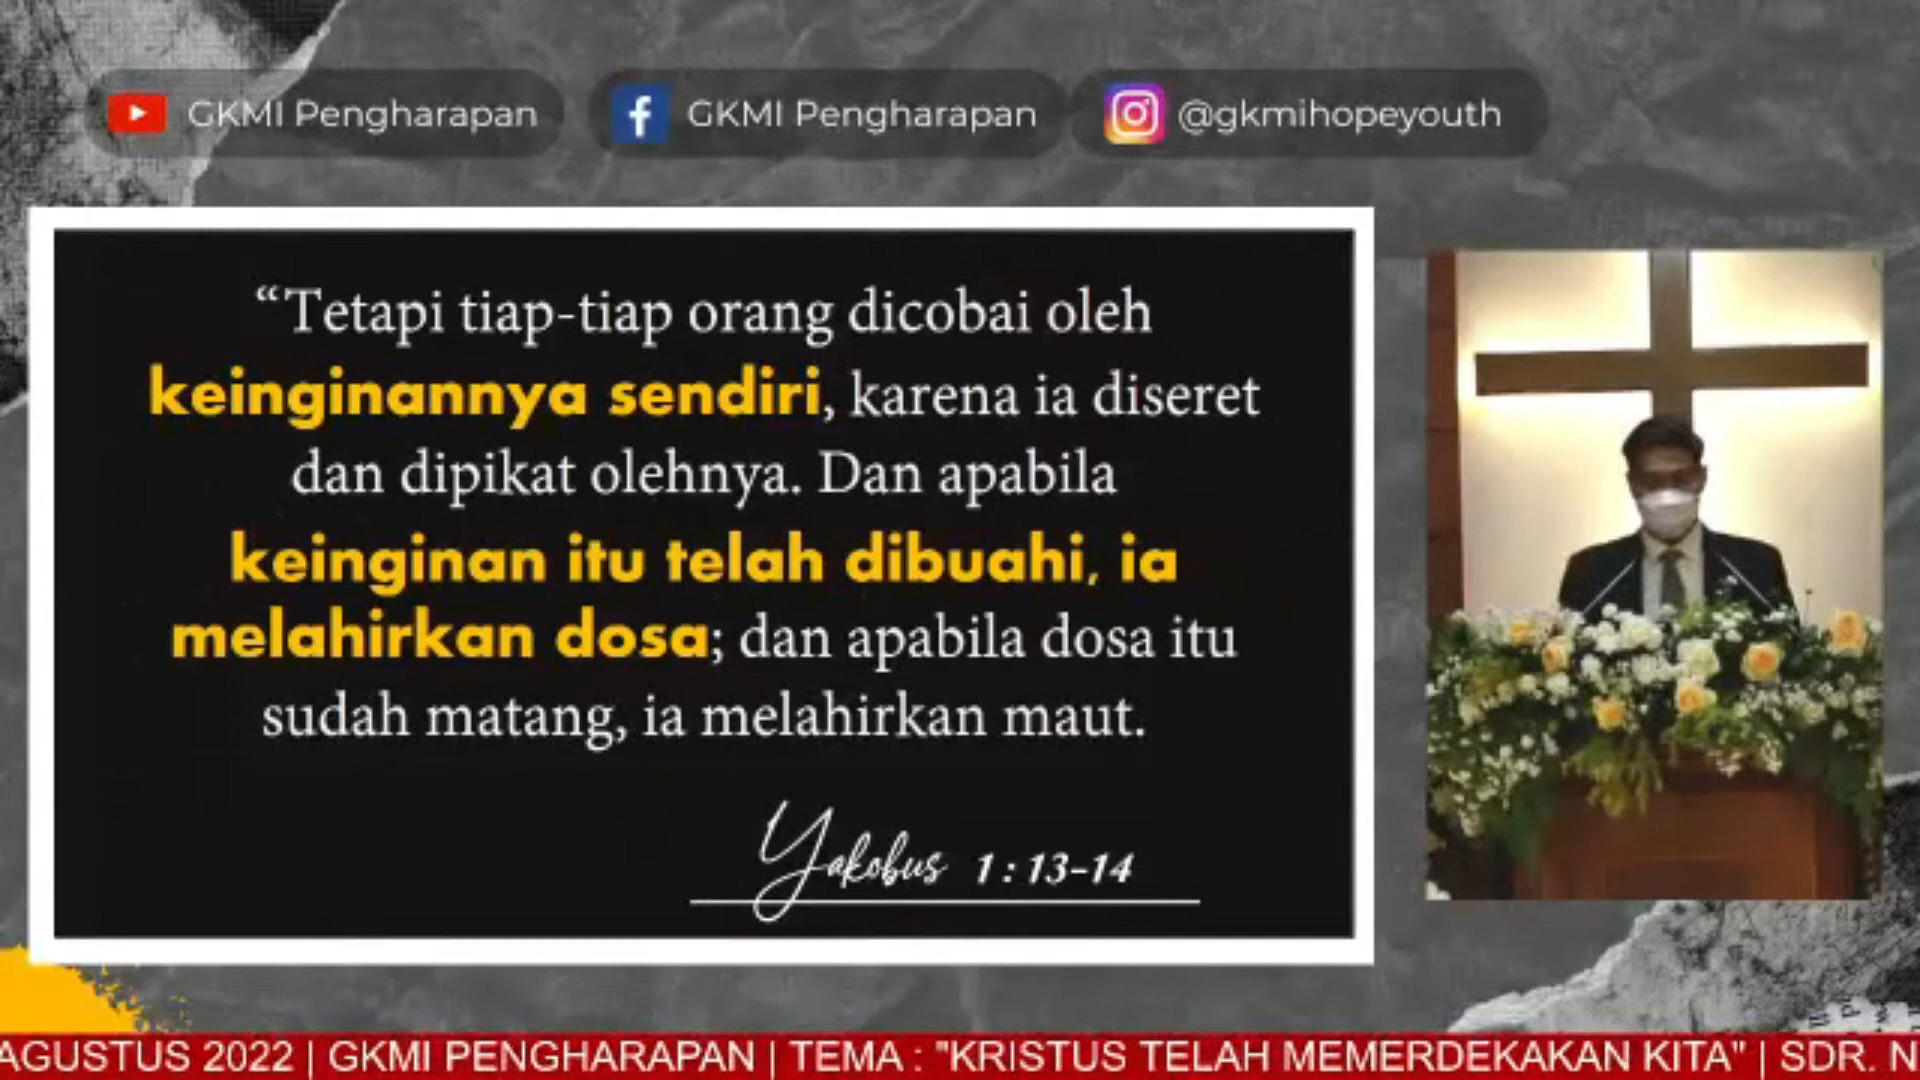 GKMI Pengharapan
GKMI Pengharapan
@gkmihopeyouth
“Tetapi tiap-tiap orang dicobai oleh
keinginannya sendiri, karena ia diseret
dan dipikat olehnya. Dan apabila
keinginan itu telah dibuahi, ia
melahirkan dosa; dan apabila dosa itu
sudah matang, ia melahirkan maut.
Yakobus 1 : 13-14
AGUSTUS 2022 | GKMI PENGHARAPAN | TEMA : "KRISTUS TELAH MEMERDEKAKAN KITA" | SDR. N